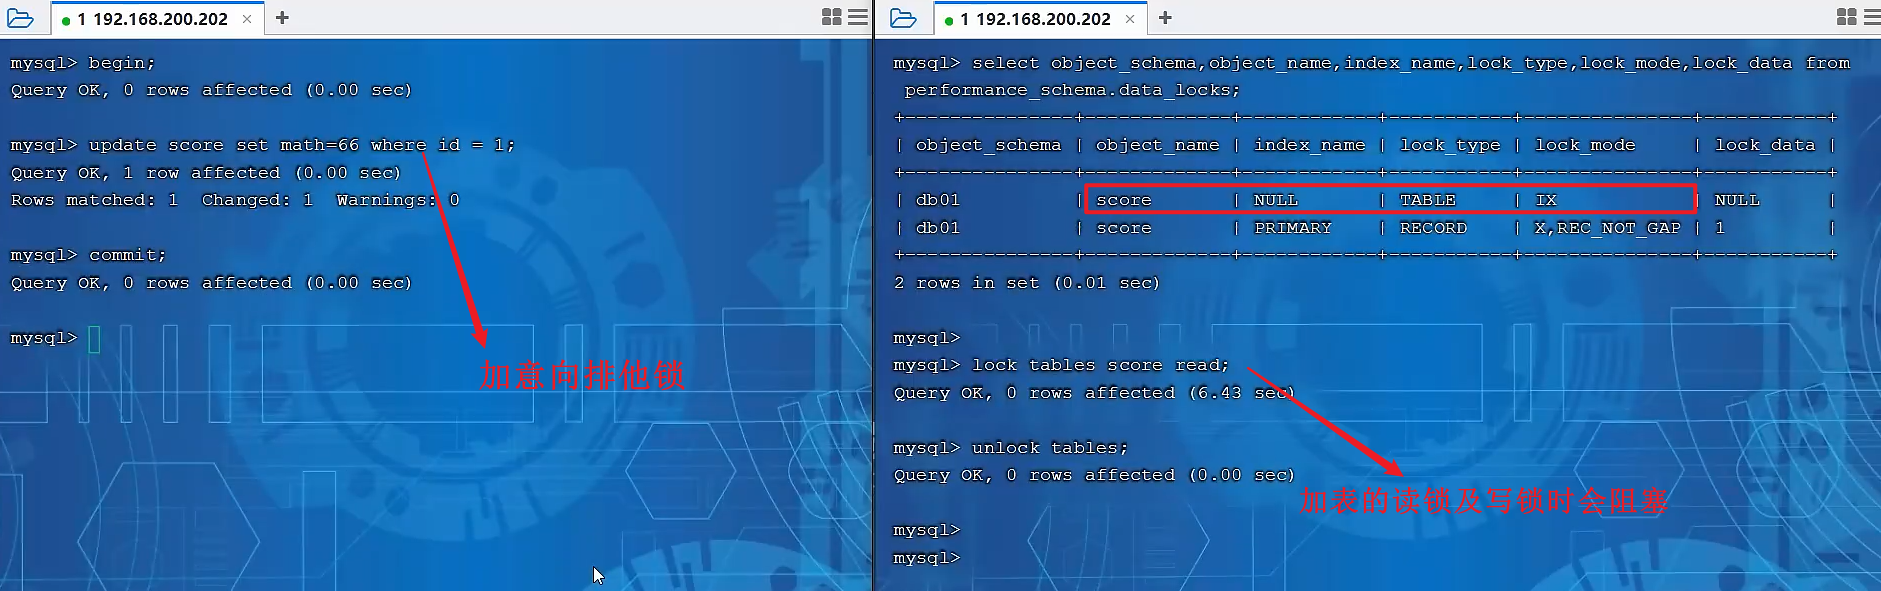 1 192.168.200.202
mysql> begin;
Query OK, 0 rows affected (0.00 sec)
mysql> update score set math=66 where id = 1;
Query OK, 1 row affected (0.00 sec)
Rows matched: 1  Changed: 1  Warnings: 0
mysql> commit;
Query OK, 0 rows affected (0.00 sec)
mysql>
加意向排他锁
1 192.168.200.202
mysql> select object_schema,object_name,index_name,lock_type,lock_mode,lock_data from
performance_schema.data_locks;
+---------------+-------------+------------+-----------+---------------+-----------+
| object_schema | object_name | index_name | lock_type | lock_mode     | lock_data |
+---------------+-------------+------------+-----------+---------------+-----------+
| db01          | score       | NULL       | TABLE     | IX            | NULL      |
| db01          | score       | PRIMARY    | RECORD    | X,REC_NOT_GAP | 1         |
+---------------+-------------+------------+-----------+---------------+-----------+
2 rows in set (0.01 sec)
mysql>
mysql> lock tables score read;
Query OK, 0 rows affected (6.43 sec)
mysql> unlock tables;
Query OK, 0 rows affected (0.00 sec)
加表的读锁及写锁时会阻塞
mysql>
mysql>